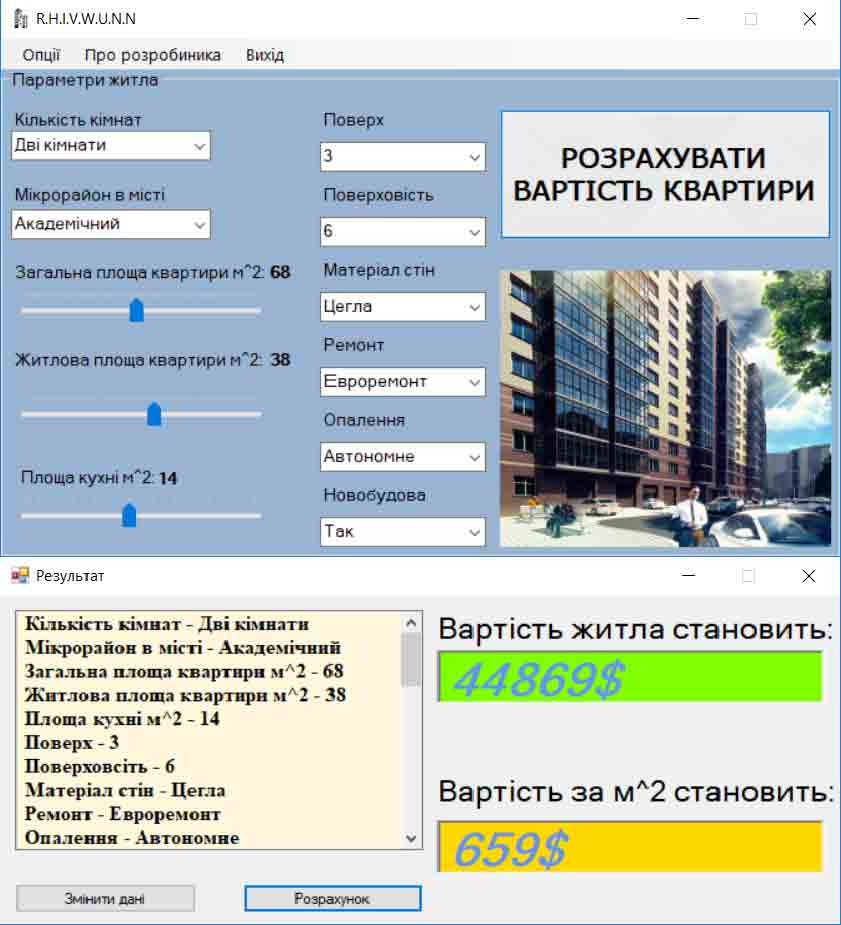 R.H.I.V.W.U.N.N
Опції Про розробиника Вихід
Параметри житла
Кількість кімнат
Дві кімнати
Мікрорайон в місті
Академічний
Загальна площа квартири м^2: 68
Житлова площа квартири м^2: 38
Площа кухні м^2: 14
Поверх
3
Поверховість
6
Матеріал стін
Цегла
Ремонт
Евроремонт
Опалення
Автономне
Новобудова
Так
РОЗРАХУВАТИ
ВАРТІСТЬ КВАРТИРИ
Результат
Кількість кімнат - Дві кімнати
Мікрорайон в місті - Академічний
Загальна площа квартири м^2 - 68
Житлова площа квартири м^2 - 38
Площа кухні м^2 - 14
Поверх - 3
Поверховсіть - 6
Матеріал стін - Цегла
Ремонт - Евроремонт
Опалення - Автономне
Змінити дані
Розрахунок
Вартість житла становить:
44869$
Вартість за м^2 становить:
659$